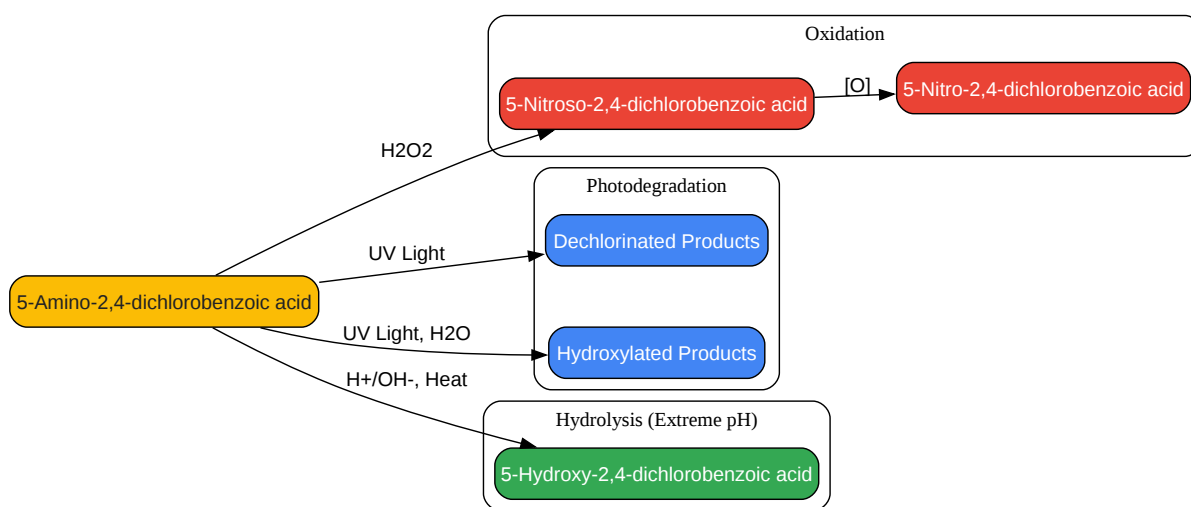 Oxidation
5-Nitroso-2,4-dichlorobenzoic acid
[O]
5-Nitro-2,4-dichlorobenzoic acid
H2O2
Photodegradation
Dechlorinated Products
UV Light
5-Amino-2,4-dichlorobenzoic acid
UV Light, H2O
Hydroxylated Products
H+/OH-, Heat
Hydrolysis (Extreme pH)
5-Hydroxy-2,4-dichlorobenzoic acid